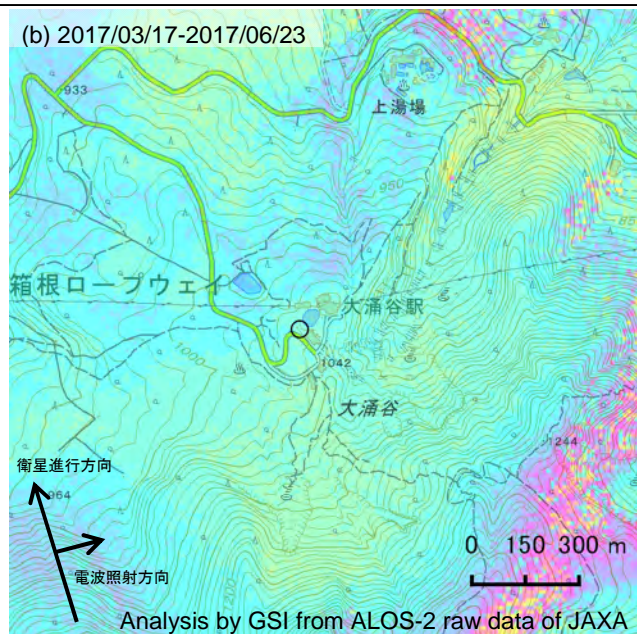 (b) 2017/03/17-2017/06/23
933
上湯場
950
箱根ロープウェイ
大涌谷駅
1000
1042
大涌谷
1244
衛星進行方向
964
電波照射方向
0 150 300 m
Analysis by GSI from ALOS-2 raw data of JAXA